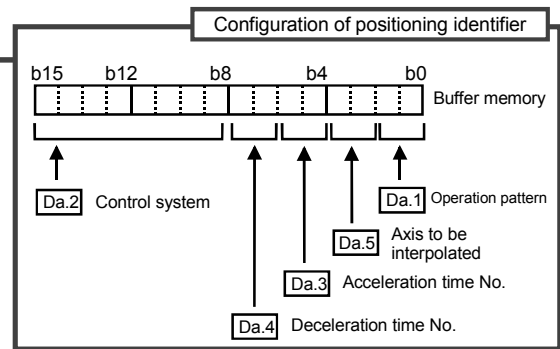 Configuration of positioning identifier
b15 b12 b8 b4 b0
Buffer memory
Da.2 Control system
Da.1 Operation pattern
Da.5 Axis to be
interpolated
Da.3 Acceleration time No.
Da.4 Deceleration time No.